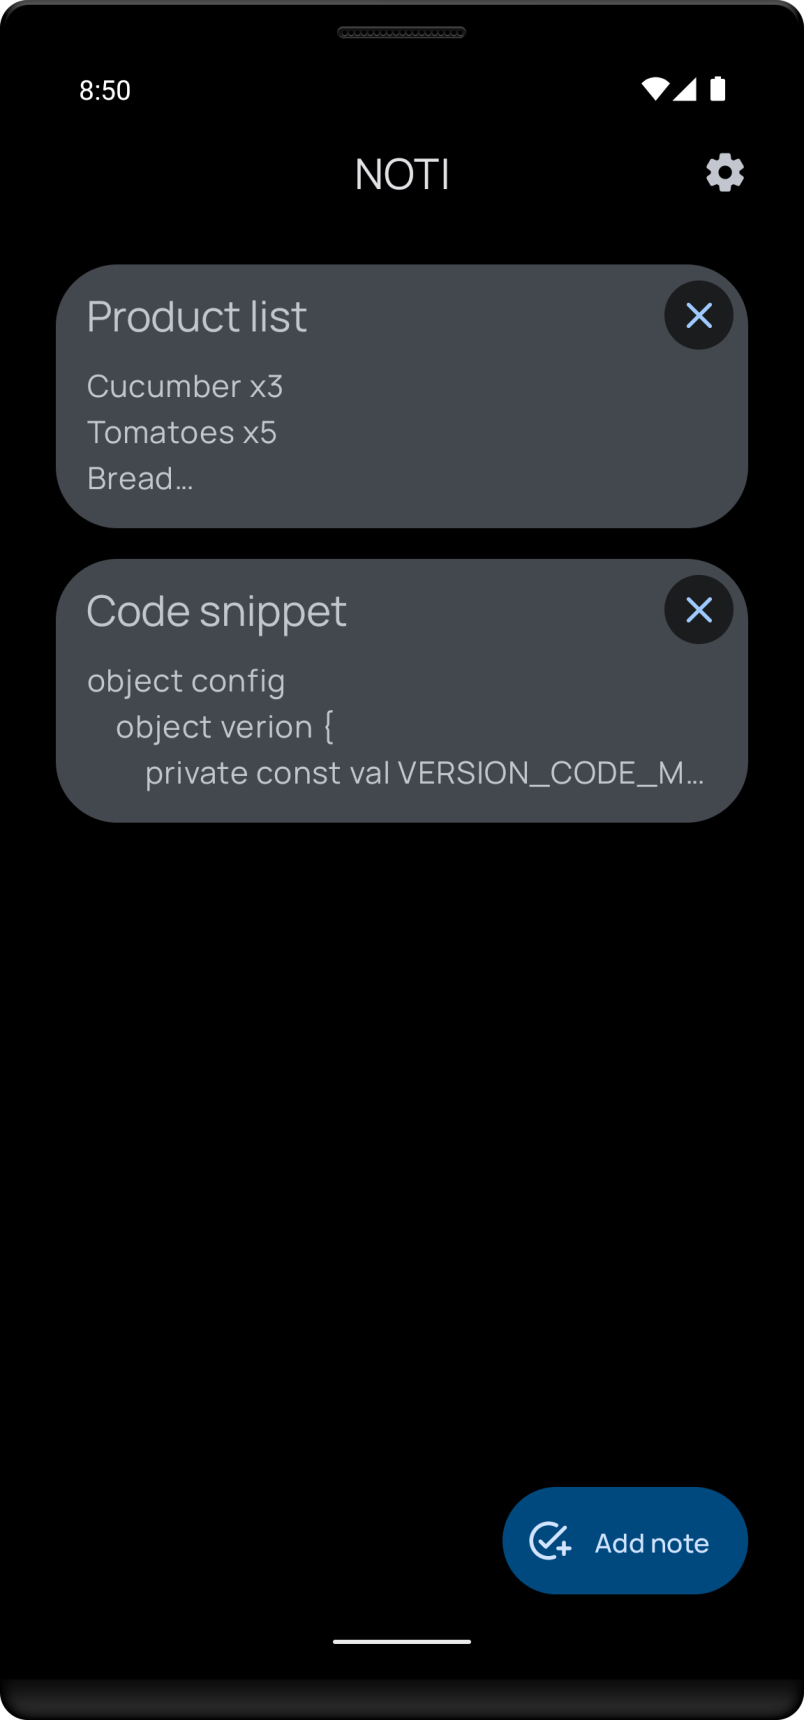 8:50
NOTI
Product list
Cucumber x3
Tomatoes x5
Bread...
Code snippet
object config
object verion {
private const val VERSION_CODE_M...
Add note